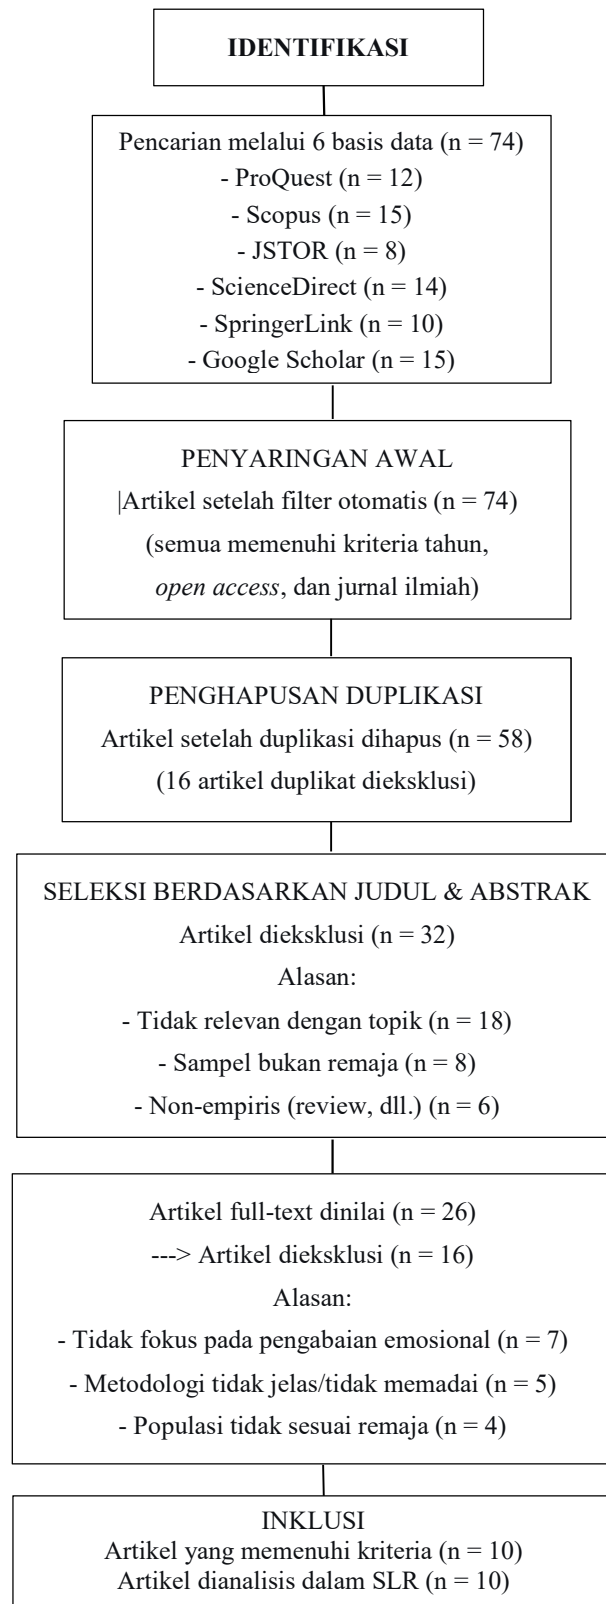 IDENTIFIKASI
Pencarian melalui 6 basis data (n = 74)
- ProQuest (n = 12)
- Scopus (n = 15)
- JSTOR (n = 8)
- ScienceDirect (n = 14)
- SpringerLink (n = 10)
- Google Scholar (n = 15)
PENYARINGAN AWAL
|Artikel setelah filter otomatis (n = 74)
(semua memenuhi kriteria tahun,
open access, dan jurnal ilmiah)
PENGHAPUSAN DUPLIKASI
Artikel setelah duplikasi dihapus (n = 58)
(16 artikel duplikat dieksklusi)
SELEKSI BERDASARKAN JUDUL & ABSTRAK
Artikel dieksklusi (n = 32)
Alasan:
- Tidak relevan dengan topik (n = 18)
- Sampel bukan remaja (n = 8)
- Non-empiris (review, dll.) (n = 6)
Artikel full-text dinilai (n = 26)
---> Artikel dieksklusi (n = 16)
Alasan:
- Tidak fokus pada pengabaian emosional (n = 7)
- Metodologi tidak jelas/tidak memadai (n = 5)
- Populasi tidak sesuai remaja (n = 4)
INKLUSI
Artikel yang memenuhi kriteria (n = 10)
Artikel dianalisis dalam SLR (n = 10)